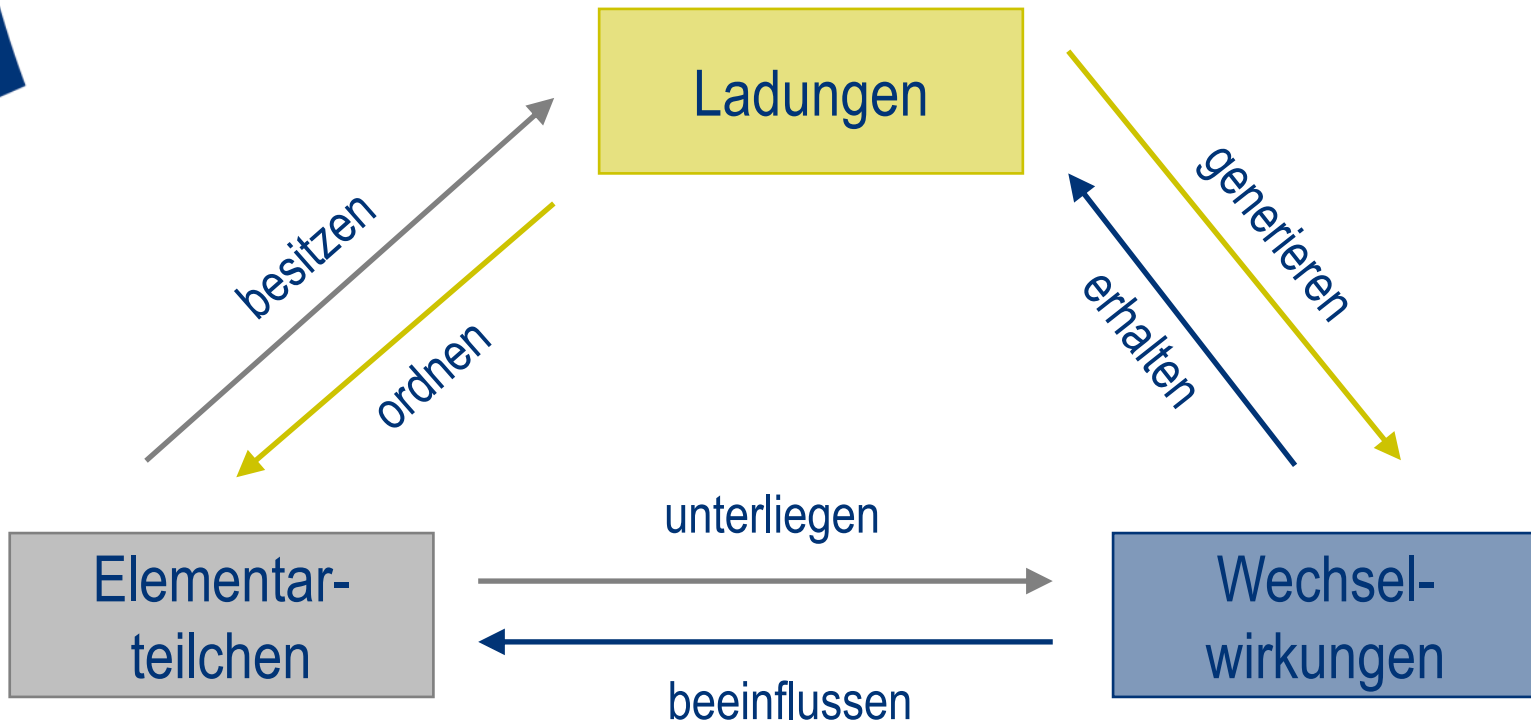 Ladungen
besitzen
ordnen
generieren
erhalten
unterliegen
Elementar-
teilchen
Wechsel-
wirkungen
beeinflussen